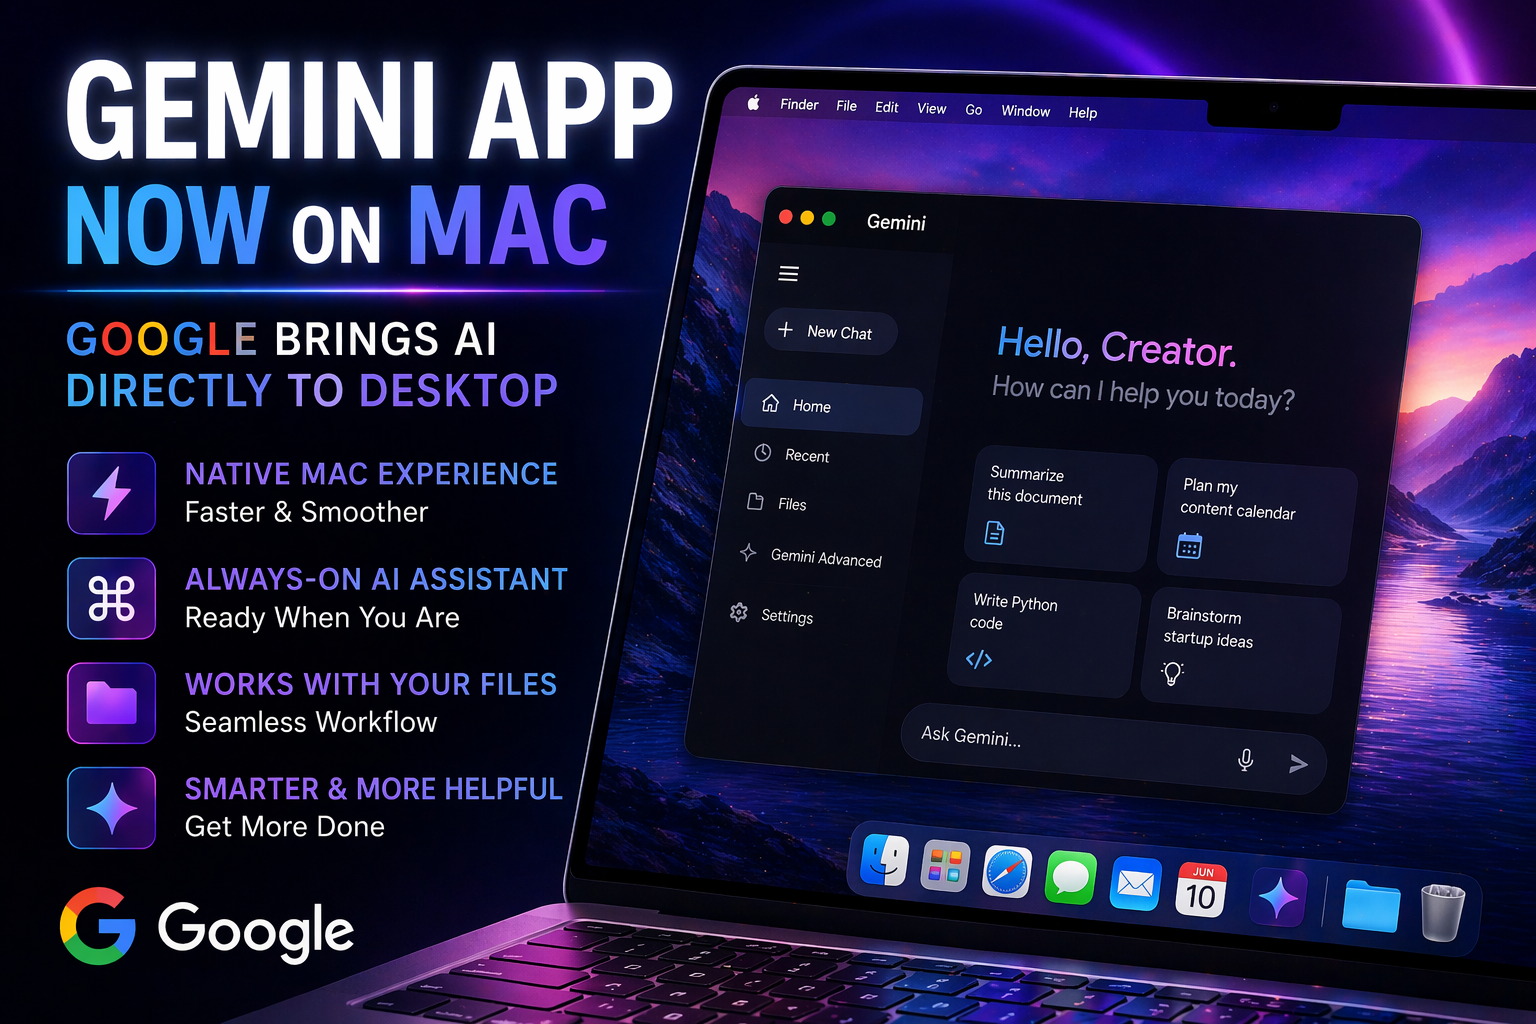 GEMINI APP
NOW ON MAC
GOOGLE BRINGS AI
DIRECTLY TO DESKTOP
NATIVE MAC EXPERIENCE
Faster & Smoother
ALWAYS-ON AI ASSISTANT
Ready When You Are
WORKS WITH YOUR FILES
Seamless Workflow
SMARTER & MORE HELPFUL
Get More Done
Google
Finder File Edit View Go Window Help
Gemini
New Chat
Home
Recent
Files
Gemini Advanced
Settings
Hello, Creator.
How can I help you today?
Summarize
this document
Plan my
content calendar
Write Python
code
Brainstorm
startup ideas
Ask Gemini...
JUN
10